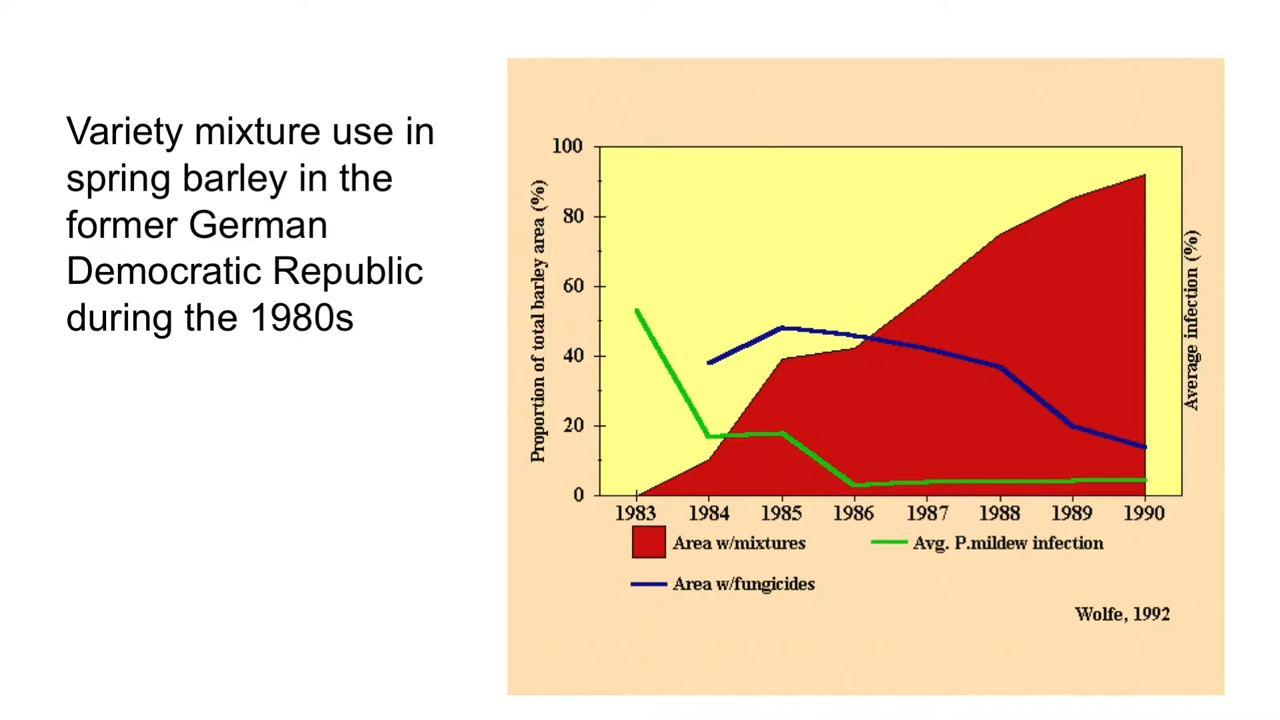 Variety mixture use in
spring barley in the
former German
Democratic Republic
during the 1980s
100
80
60
40
20
0
Proportion of total barley area (%)
Average infection (%)
1983 1984 1985 1986 1987 1988 1989 1990
Area w/mixtures
Avg. P.mildew infection
Area w/fungicides
Wolfe, 1992